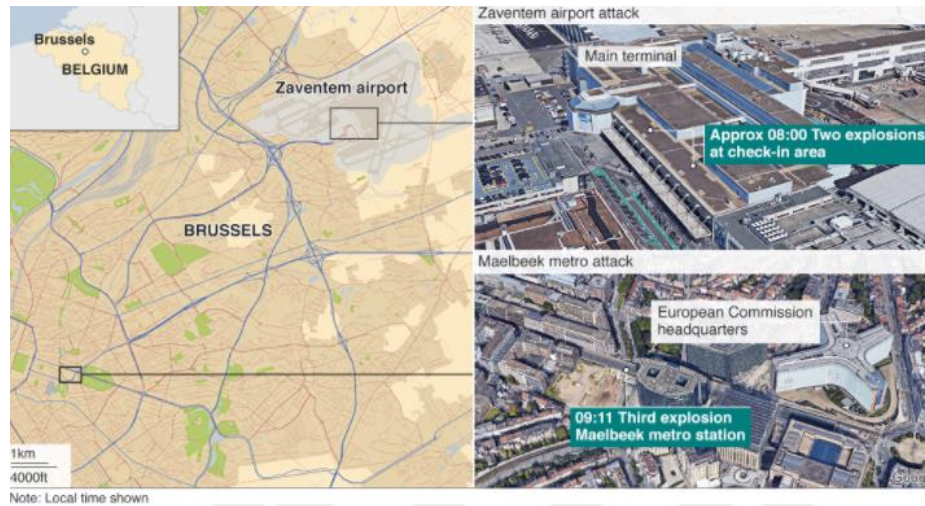 Brussels
BELGIUM
Zaventem airport
BRUSSELS
1km
4000ft
Note: Local time shown
Zaventem airport attack
Main terminal
Approx 08:00 Two explosions
at check-in area
Maelbeek metro attack
European Commission
headquarters
09:11 Third explosion
Maelbeek metro station